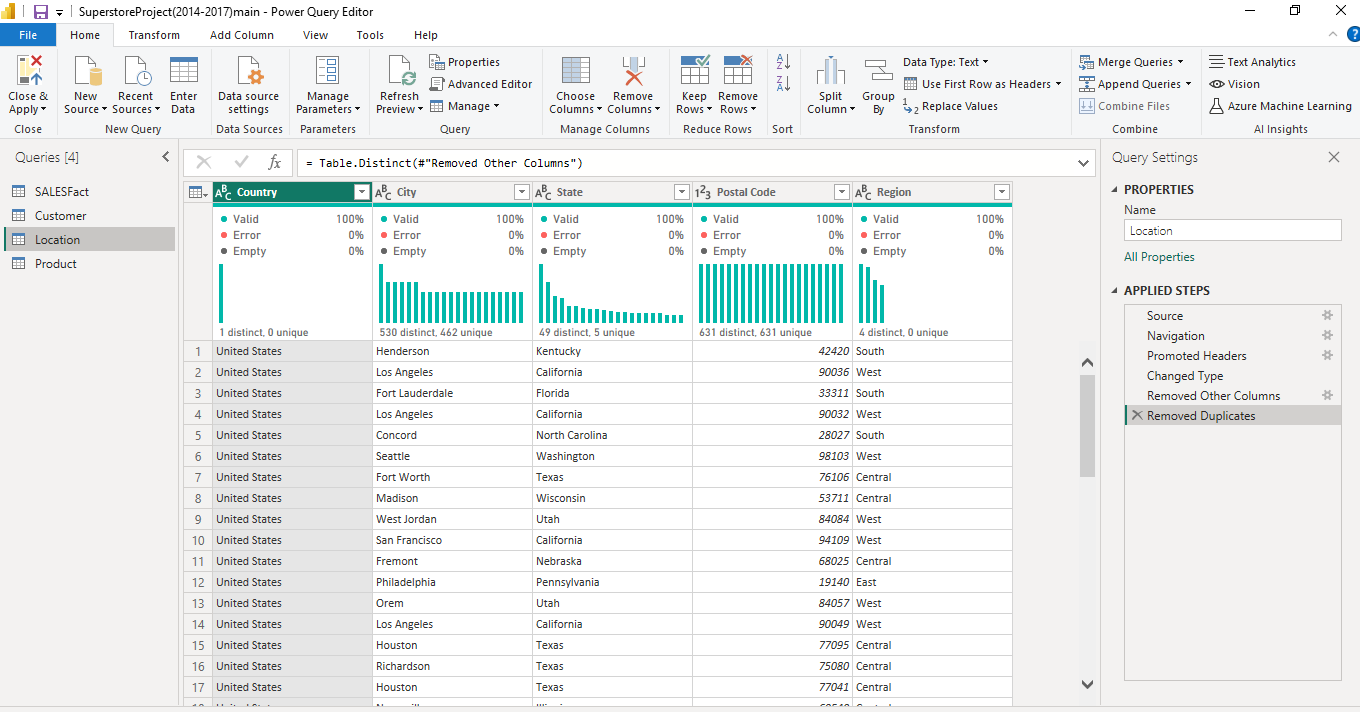 SuperstoreProject(2014-2017)main - Power Query Editor
File Home Transform Add Column View Tools Help
Close & Apply
Close
New Source
Recent Sources
Enter Data
New Query
Data source settings
Data Sources
Manage Parameters
Parameters
Refresh Preview
Properties
Advanced Editor
Manage
Query
Choose Columns
Remove Columns
Manage Columns
Keep Rows
Remove Rows
Reduce Rows
Sort
Split Column
Group By
Data Type: Text
Use First Row as Headers
Replace Values
Transform
Merge Queries
Append Queries
Combine Files
Combine
Text Analytics
Vision
Azure Machine Learning
AI Insights
Queries [4]
SALESFact
Customer
Location
Product
fx = Table.Distinct(#"Removed Other Columns")
ABC Country ABC City ABC State 123 Postal Code ABC Region
Valid 100% Valid 100% Valid 100% Valid 100% Valid 100%
Error 0% Error 0% Error 0% Error 0% Error 0%
Empty 0% Empty 0% Empty 0% Empty 0% Empty 0%
1 distinct, 0 unique 530 distinct, 462 unique 49 distinct, 5 unique 631 distinct, 631 unique 4 distinct, 0 unique
1 United States Henderson Kentucky 42420 South
2 United States Los Angeles California 90036 West
3 United States Fort Lauderdale Florida 33311 South
4 United States Los Angeles California 90032 West
5 United States Concord North Carolina 28027 South
6 United States Seattle Washington 98103 West
7 United States Fort Worth Texas 76106 Central
8 United States Madison Wisconsin 53711 Central
9 United States West Jordan Utah 84084 West
10 United States San Francisco California 94109 West
11 United States Fremont Nebraska 68025 Central
12 United States Philadelphia Pennsylvania 19140 East
13 United States Orem Utah 84057 West
14 United States Los Angeles California 90049 West
15 United States Houston Texas 77095 Central
16 United States Richardson Texas 75080 Central
17 United States Houston Texas 77041 Central
Query Settings
PROPERTIES
Name
Location
All Properties
APPLIED STEPS
Source
Navigation
Promoted Headers
Changed Type
Removed Other Columns
Removed Duplicates